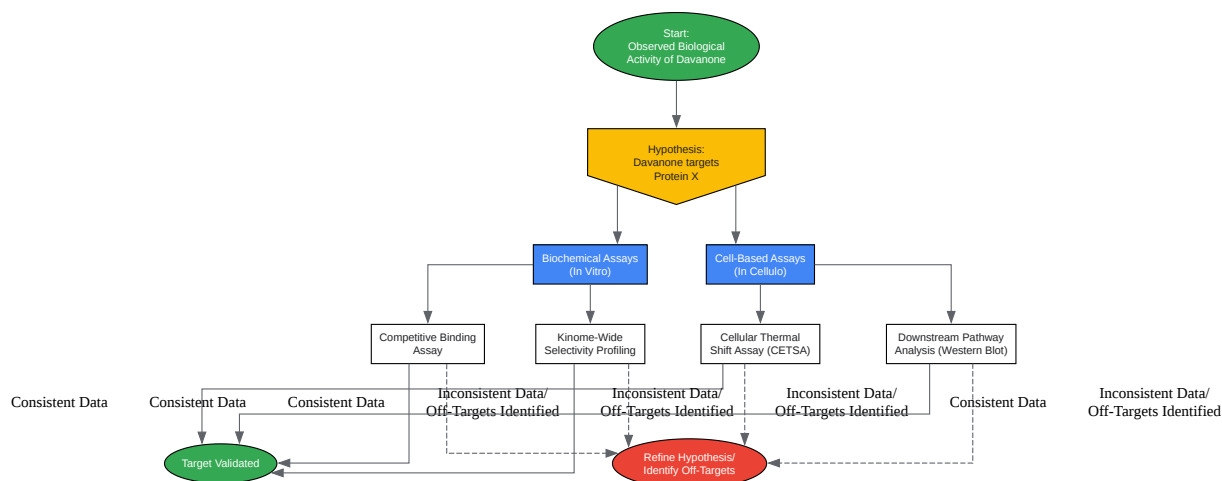 Start:
Observed Biological
Activity of Davanone
Hypothesis:
Davanone targets
Protein X
Biochemical Assays
(In Vitro)
Cell-Based Assays
(In Cellulo)
Competitive Binding
Assay
Kinome-Wide
Selectivity Profiling
Cellular Thermal
Shift Assay (CETSA)
Downstream Pathway
Analysis (Western Blot)
Consistent Data
Consistent Data
Consistent Data
Inconsistent Data/
Off-Targets Identified
Inconsistent Data/
Off-Targets Identified
Inconsistent Data/
Off-Targets Identified
Consistent Data
Inconsistent Data/
Off-Targets Identified
Target Validated
Refine Hypothesis/
Identify Off-Targets